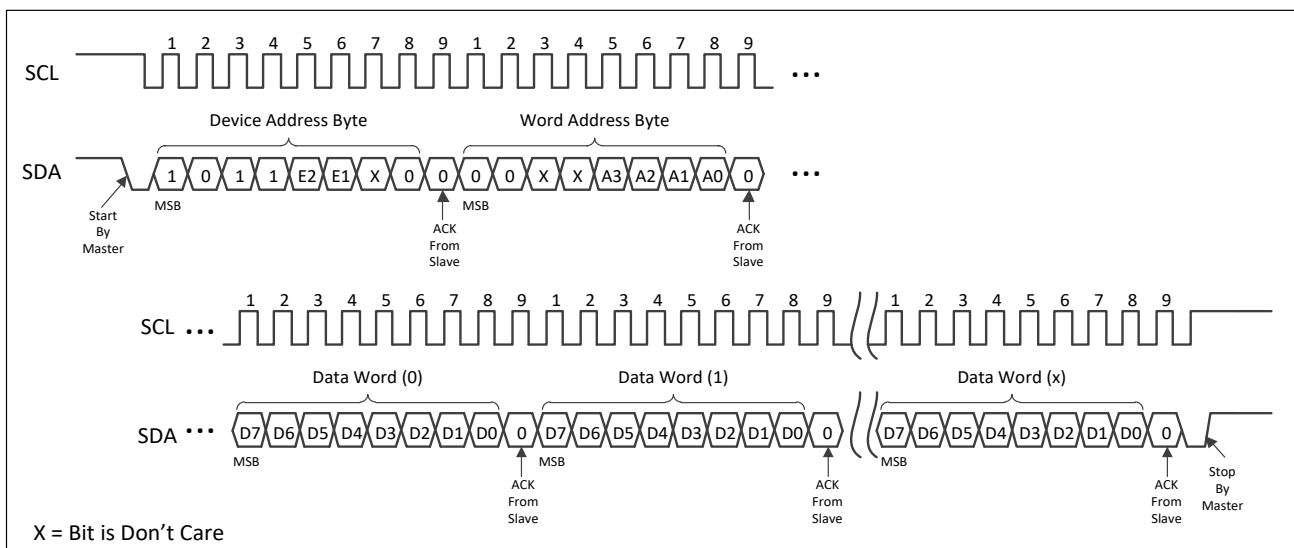 1 2 3 4 5 6 7 8 9 1 2 3 4 5 6 7 8 9
SCL ...
Device Address Byte Word Address Byte
SDA 1 0 1 1 E2 E1 X 0 0 0 0 X X A3 A2 A1 A0 0 ...
MSB MSB
Start
By
Master
ACK
From
Slave
ACK
From
Slave
1 2 3 4 5 6 7 8 9 1 2 3 4 5 6 7 8 9 1 2 3 4 5 6 7 8 9
SCL ...
Data Word (0) Data Word (1) Data Word (x)
SDA ... D7 D6 D5 D4 D3 D2 D1 D0 0 D7 D6 D5 D4 D3 D2 D1 D0 0 D7 D6 D5 D4 D3 D2 D1 D0 0
MSB MSB MSB
ACK
From
Slave
ACK
From
Slave
ACK
From
Slave
Stop
By
Master
X = Bit is Don't Care